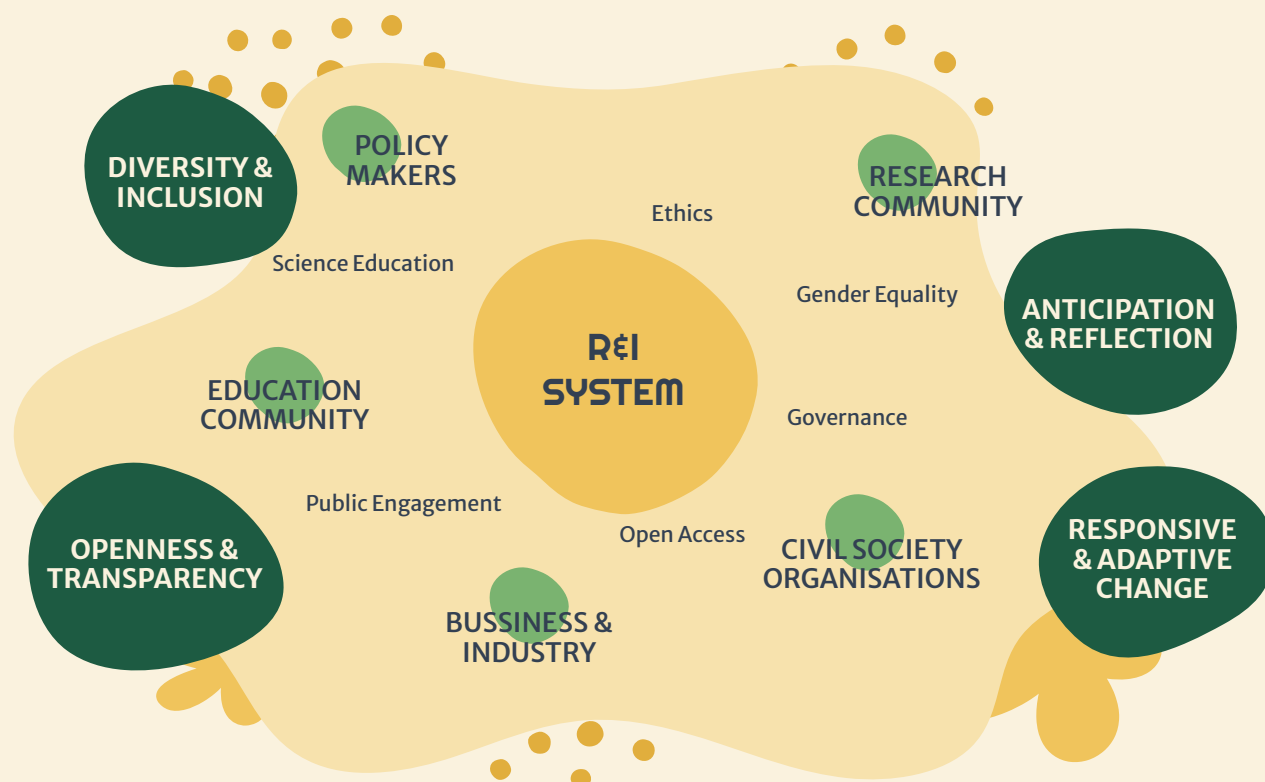 DIVERSITY &
INCLUSION
POLICY
MAKERS
RESEARCH
COMMUNITY
Ethics
Science Education
Gender Equality
ANTICIPATION
& REFLECTION
R&I
SYSTEM
EDUCATION
COMMUNITY
Governance
Public Engagement
Open Access
OPENNESS &
TRANSPARENCY
CIVIL SOCIETY
ORGANISATIONS
RESPONSIVE
& ADAPTIVE
CHANGE
BUSSINESS &
INDUSTRY